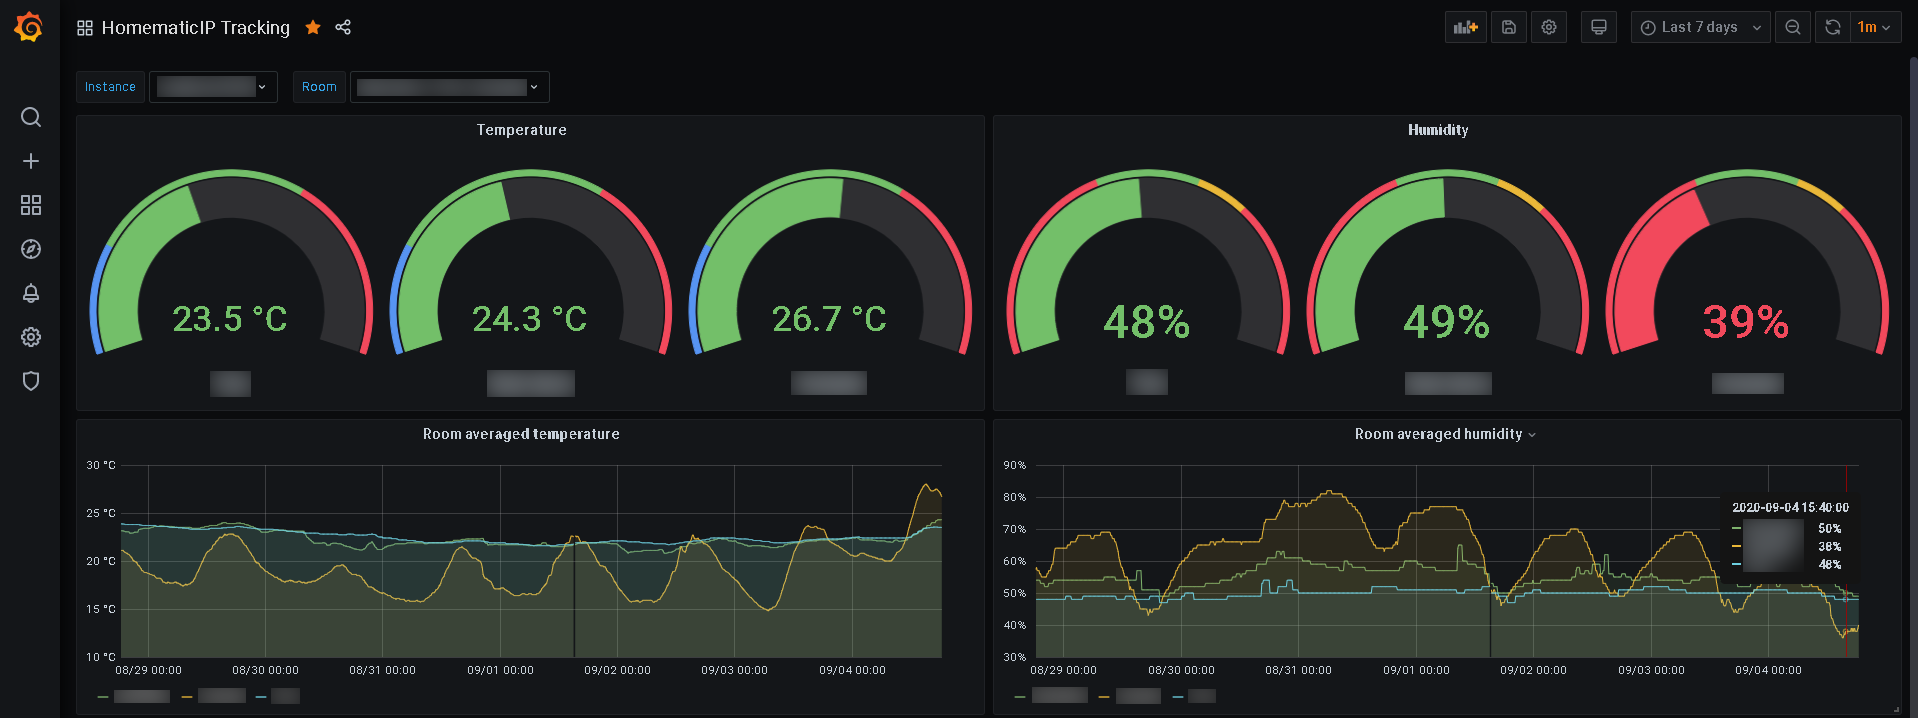 HomematicIP Tracking
Last 7 days
1m
Instance
Room
Temperature
23.5 °C
24.3 °C
26.7 °C
Humidity
48%
49%
39%
Room averaged temperature
30 °C
25 °C
20 °C
15 °C
10 °C
08/29 00:00
08/30 00:00
08/31 00:00
09/01 00:00
09/02 00:00
09/03 00:00
09/04 00:00
Room averaged humidity
90%
80%
70%
60%
50%
40%
30%
2020-09-04 15:40:00
50%
38%
48%
08/29 00:00
08/30 00:00
08/31 00:00
09/01 00:00
09/02 00:00
09/03 00:00
09/04 00:00